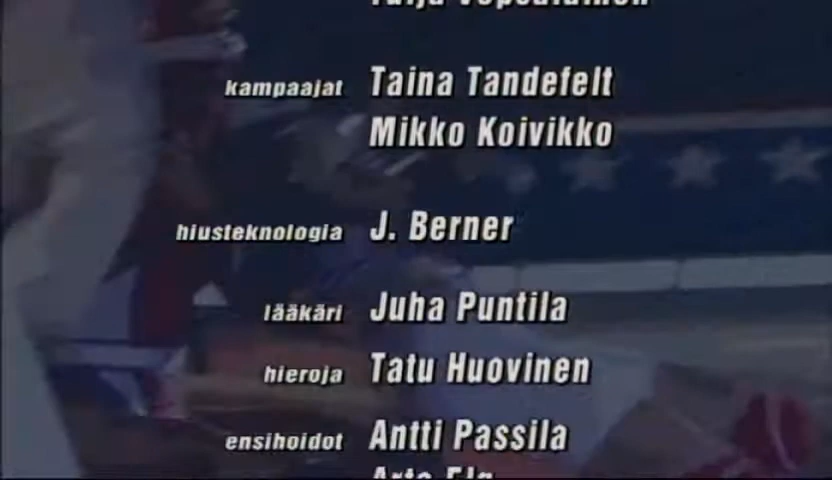 kampaajat Taina Tandefelt
Mikko Koivikko
hiusteknologia J. Berner
lääkäri Juha Puntila
hieroja Tatu Huovinen
ensihoidot Antti Passila